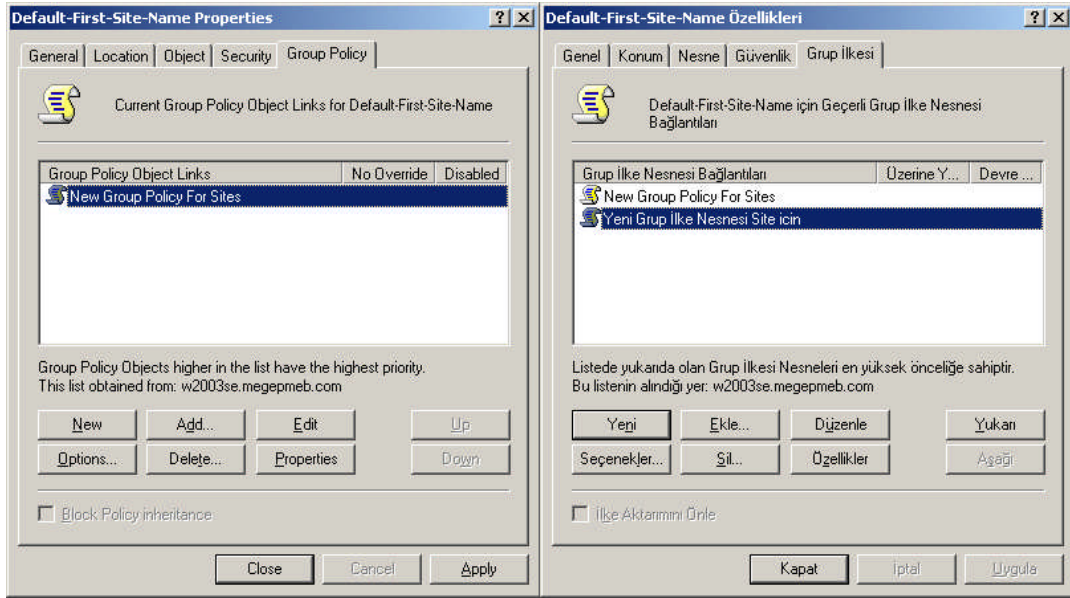 Default-First-Site-Name Properties
General Location Object Security Group Policy
Current Group Policy Object Links for Default-First-Site-Name
Group Policy Object Links No Override Disabled
New Group Policy For Sites
Group Policy Objects higher in the list have the highest priority.
This list obtained from: w2003se.megepmeb.com
New Add... Edit Up
Options... Delete... Properties Down
Block Policy inheritance
Close Cancel Apply
Default-First-Site-Name Özellikleri
Genel Konum Nesne Güvenlik Grup İlkesi
Default-First-Site-Name için Geçerli Grup İlke Nesnesi
Bağlantıları
Grup İlke Nesnesi Bağlantıları Üzerine Y... Devre ...
New Group Policy For Sites
Yeni Grup İlke Nesnesi Site icin
Listede yukarıda olan Grup İlkesi Nesneleri en yüksek önceliğe sahiptir.
Bu listenin alındığı yer: w2003se.megepmeb.com
Yeni Ekle... Düzenle Yukarı
Seçenekler... Sil... Özellikler Aşağı
İlke Aktarımını Önle
Kapat İptal Uygula